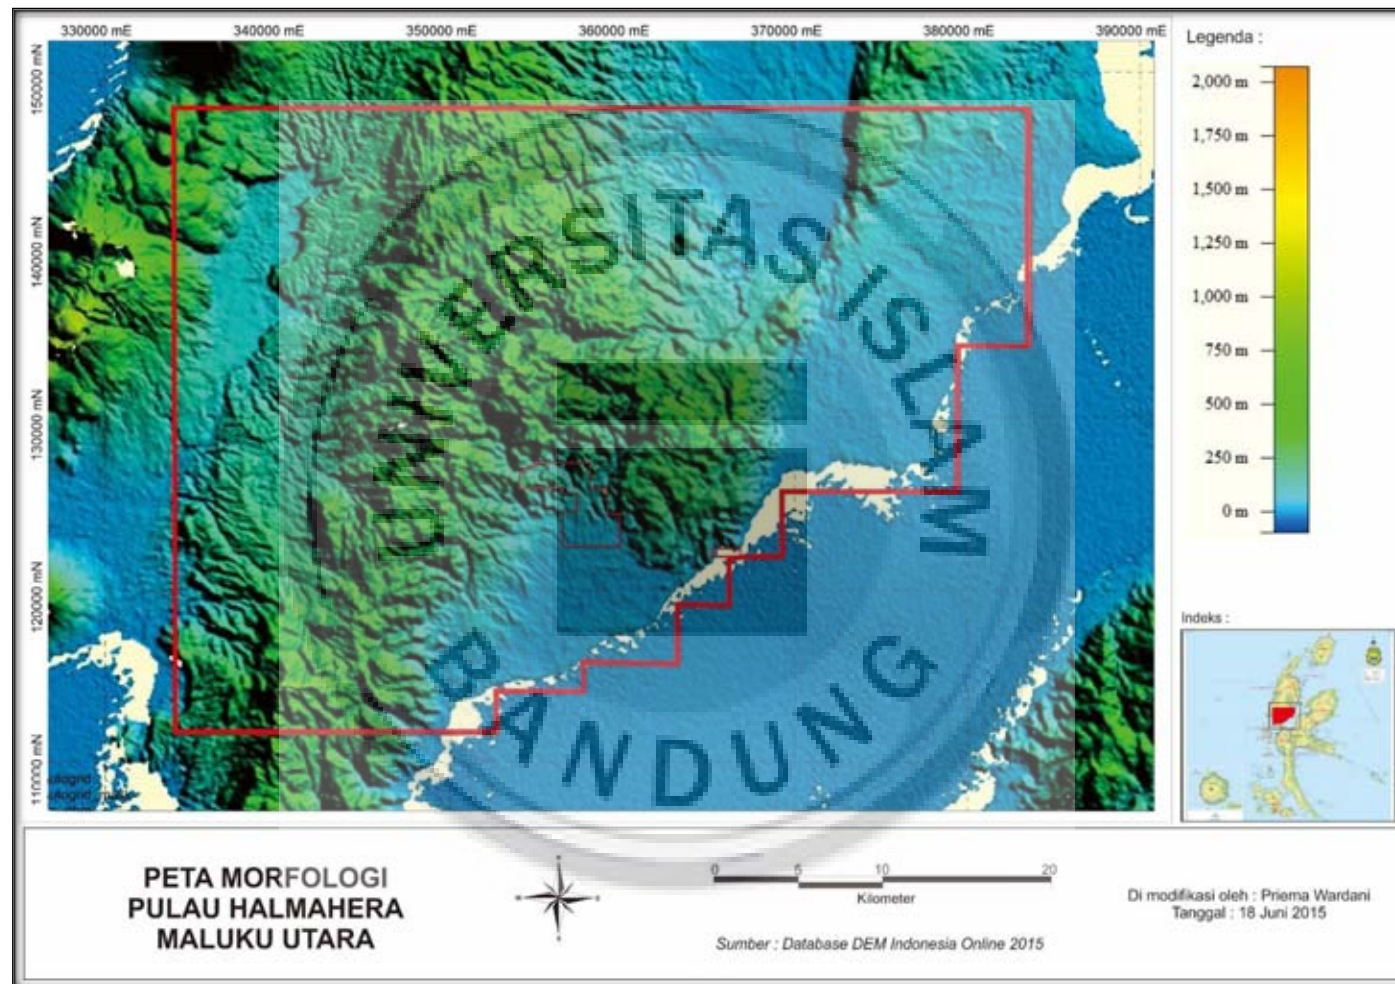 330000 mE 340000 mE 350000 mE 360000 mE 370000 mE 380000 mE 390000 mE
150000 mN
140000 mN
130000 mN
120000 mN
110000 mN
UNIVERSITAS ISLAM
BANDUNG
utogrid
Legenda :
2,000 m
1,750 m
1,500 m
1,250 m
1,000 m
750 m
500 m
250 m
0 m
Indeks :
PETA MORFOLOGI
PULAU HALMAHERA
MALUKU UTARA
0 5 10 20
Kilometer
Sumber : Database DEM Indonesia Online 2015
Di modifikasi oleh : Priema Wardani
Tanggal : 18 Juni 2015